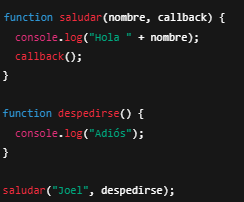 function saludar(nombre, callback) {
  console.log("Hola " + nombre);
  callback();
}

function despedirse() {
  console.log("Adiós");
}

saludar("Joel", despedirse);